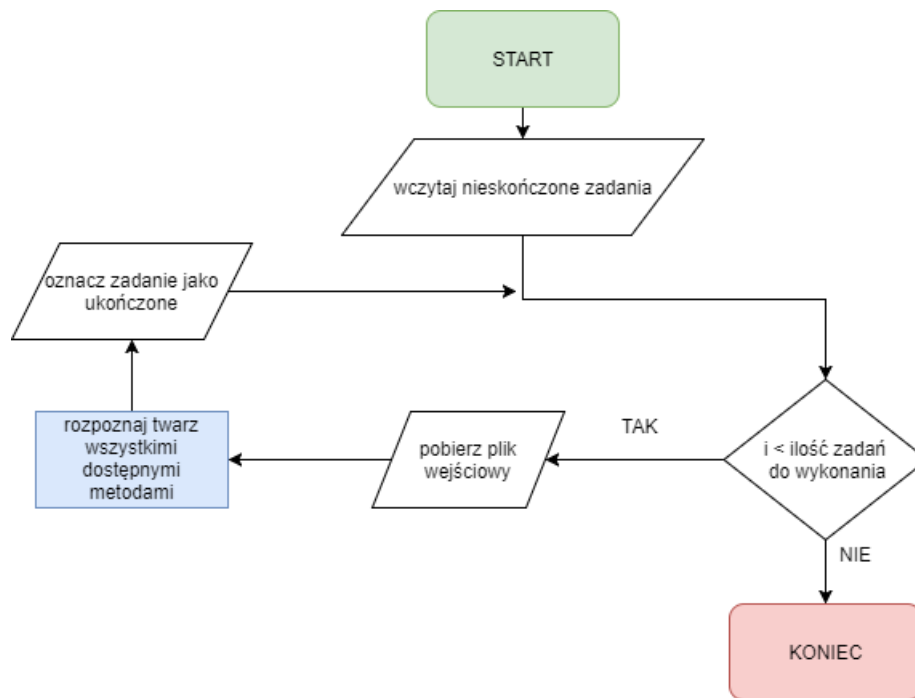 START
wczytaj nieskończone zadania
oznacz zadanie jako
ukończone
rozpoznaj twarz
wszystkimi
dostępnymi
metodami
pobierz plik
wejściowy
TAK
i < ilość zadań
do wykonania
NIE
KONIEC